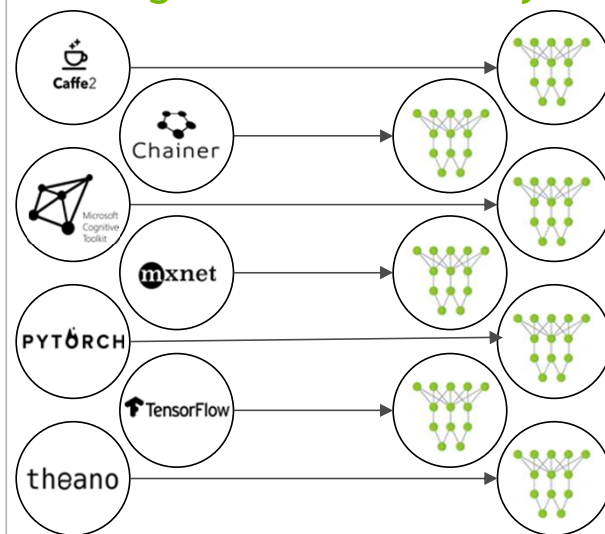 Caffe2
Chainer
Microsoft
Cognitive
Toolkit
mxnet
PYTORCH
TensorFlow
theano